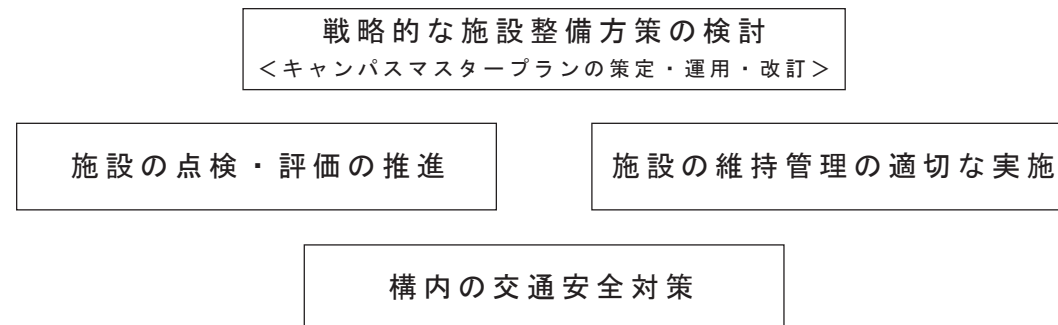 戦略的な施設整備方策の検討
＜キャンパスマスタープランの策定・運用・改訂＞
施設の点検・評価の推進
施設の維持管理の適切な実施
構内の交通安全対策